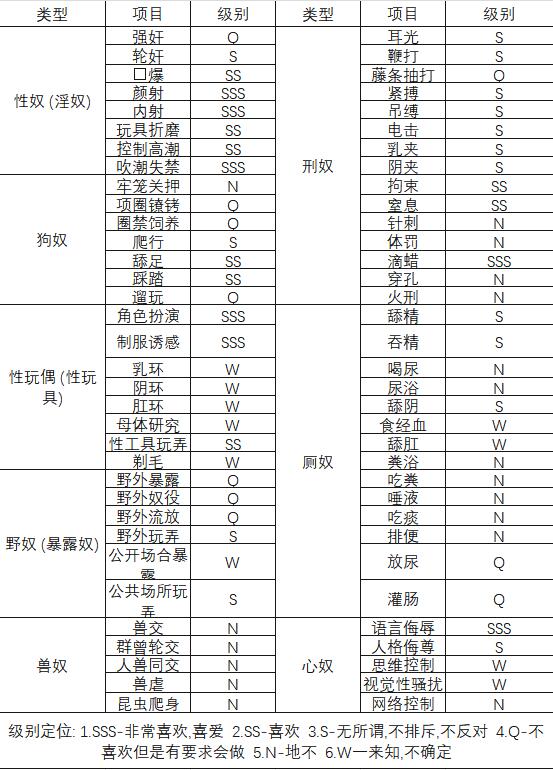 类型 项目 级别 类型 项目 级别
性奴 (淫奴) 强奸 Q 刑奴 耳光 S
轮奸 S 鞭打 S
口爆 SS 藤条抽打 Q
颜射 SSS 紧搏 S
内射 SSS 吊缚 S
玩具折磨 SS 电击 S
控制高潮 SS 乳夹 S
吹潮失禁 SSS 阴夹 S
狗奴 牢笼关押 N 拘束 SS
项圈镣铐 Q 窒息 SS
圈禁饲养 Q 针刺 N
爬行 S 体罚 N
舔足 SS 滴蜡 SSS
踩踏 SS 穿孔 N
遛玩 Q 火刑 N
性玩偶 (性玩具) 角色扮演 SSS 厕奴 舔精 S
制服诱惑 SSS 吞精 S
乳环 W 喝尿 N
阴环 W 尿浴 N
肛环 W 舔阴 S
母体研究 W 食经血 W
性工具玩弄 SS 舔肛 W
剃毛 W 粪浴 N
野奴 (暴露奴) 野外暴露 Q 吃粪 N
野外奴役 Q 唾液 N
野外流放 Q 吃痰 N
野外玩弄 S 排便 N
公开场合暴露 W 放尿 Q
公共场所玩弄 S 灌肠 Q
兽奴 兽交 N 心奴 语言侮辱 SSS
群兽轮交 N 人格侮辱 S
人兽同交 N 思维控制 W
兽虐 N 视觉性骚扰 W
昆虫爬身 N 网络控制 N
级别定位: 1.SSS-非常喜欢,喜爱 2.SS-喜欢 3.S-无所谓,不排斥,不反对 4.Q-不
喜欢但是有要求会做 5.N-地不 6.W一来知,不确定